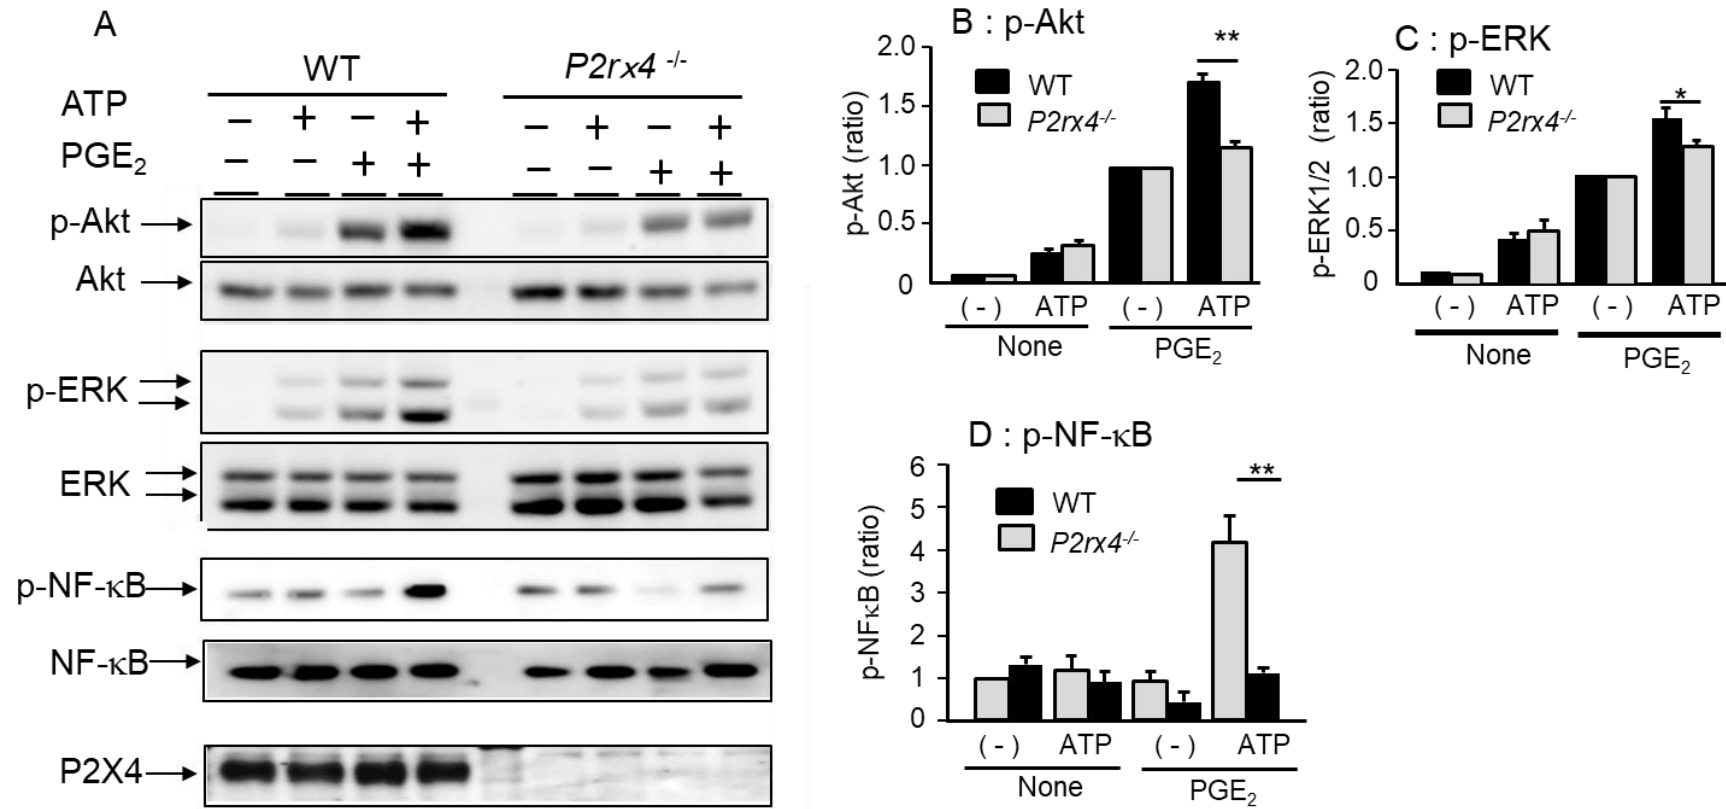 A
WT P2rx4 -/-
ATP − + − + − + − +
PGE2 − − + + − − + +
p-Akt
Akt
p-ERK
ERK
p-NF-κB
NF-κB
P2X4
B : p-Akt
**
2.0
1.5
1.0
0.5
0
p-Akt (ratio)
WT
P2rx4-/-
( - ) ATP ( - ) ATP
None PGE2
C : p-ERK
*
2.0
1.5
1.0
0.5
0
p-ERK1/2 (ratio)
WT
P2rx4-/-
( - ) ATP ( - ) ATP
None PGE2
D : p-NF-κB
**
6
5
4
3
2
1
0
p-NFκB (ratio)
WT
P2rx4-/-
( - ) ATP ( - ) ATP
None PGE2